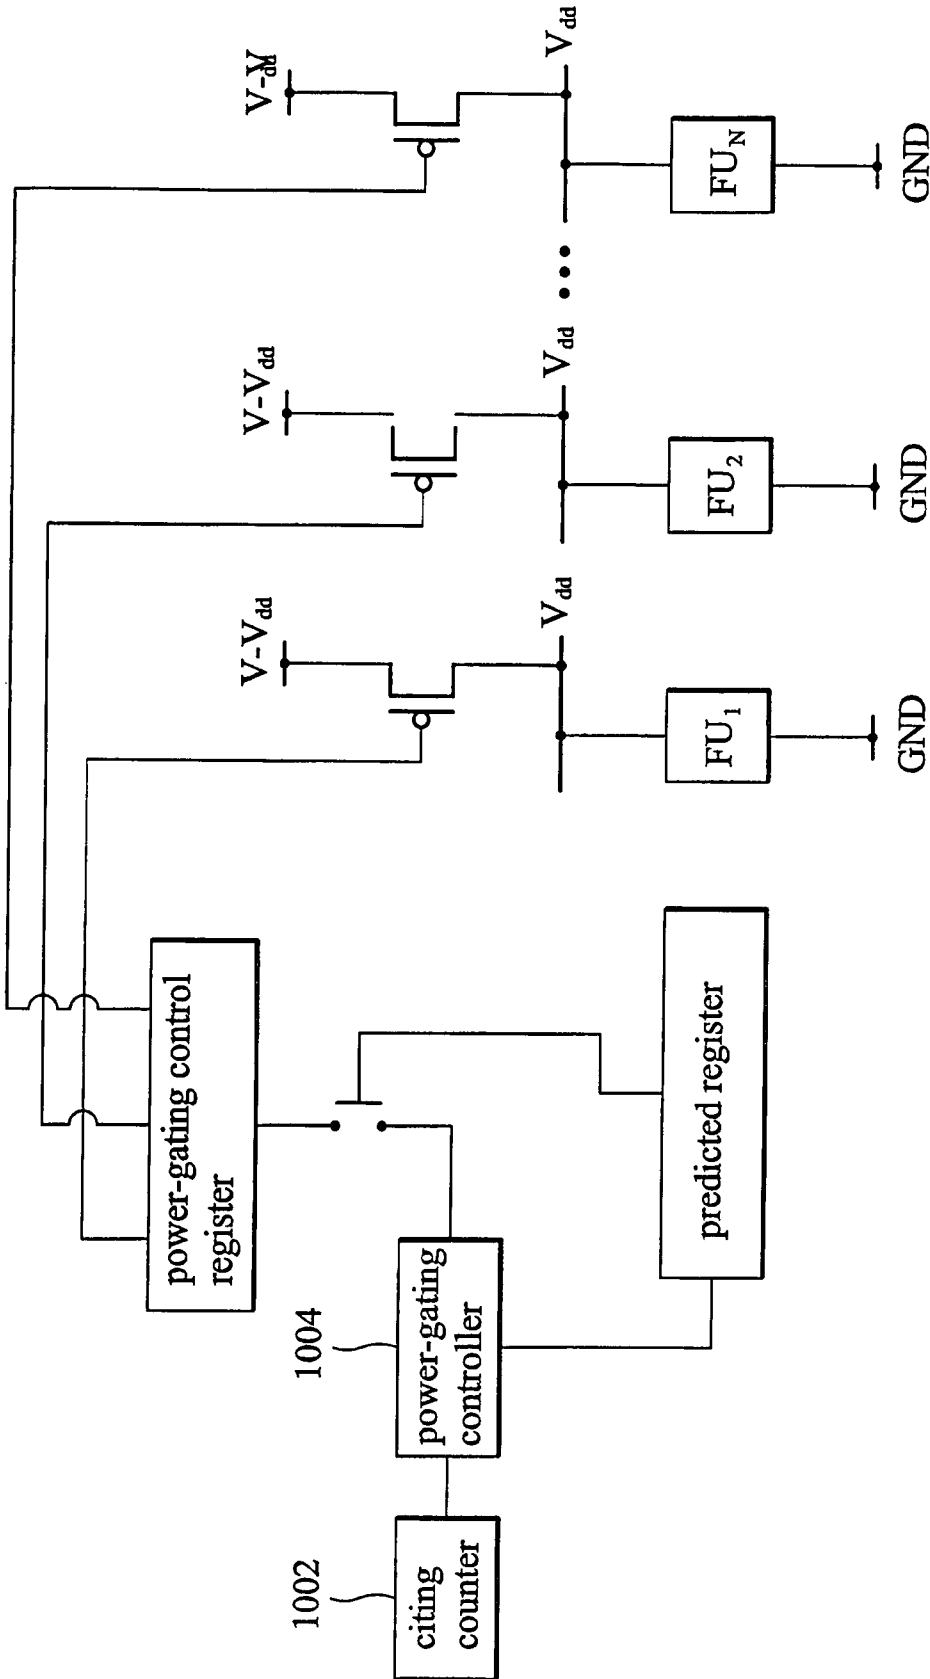 1002
citing
counter
1004
power-gating
controller
power-gating control
register
predicted register
V-Vdd
Vdd
FU1
GND
V-Vdd
Vdd
FU2
GND
...
V-Vdd
Vdd
FUN
GND